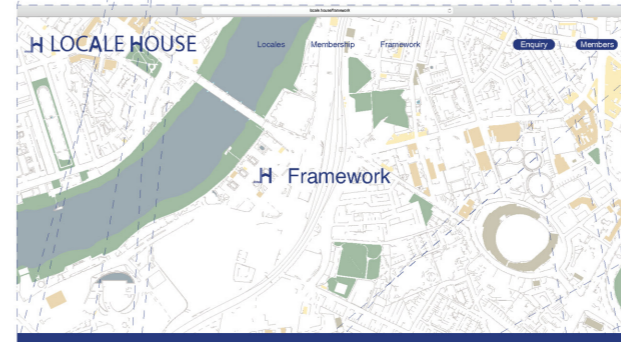 locale.house/framework
LOCALE HOUSE
Locales Membership Framework Enquiry Members
H Framework